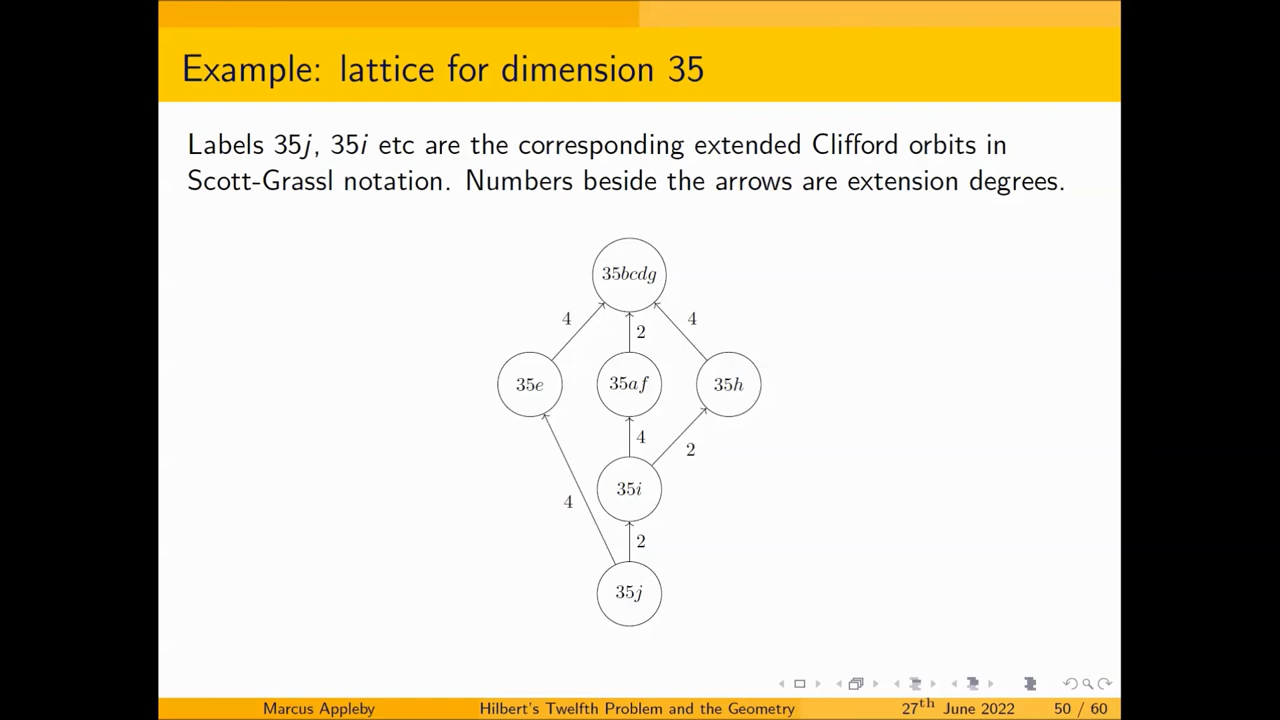 Example: lattice for dimension 35
Labels 35j, 35i etc are the corresponding extended Clifford orbits in
Scott-Grassl notation. Numbers beside the arrows are extension degrees.
35bcdg
4 2 4
35e 35af 35h
4 2
35i
4
2
35j
Marcus Appleby Hilbert's Twelfth Problem and the Geometry 27th June 2022 50 / 60